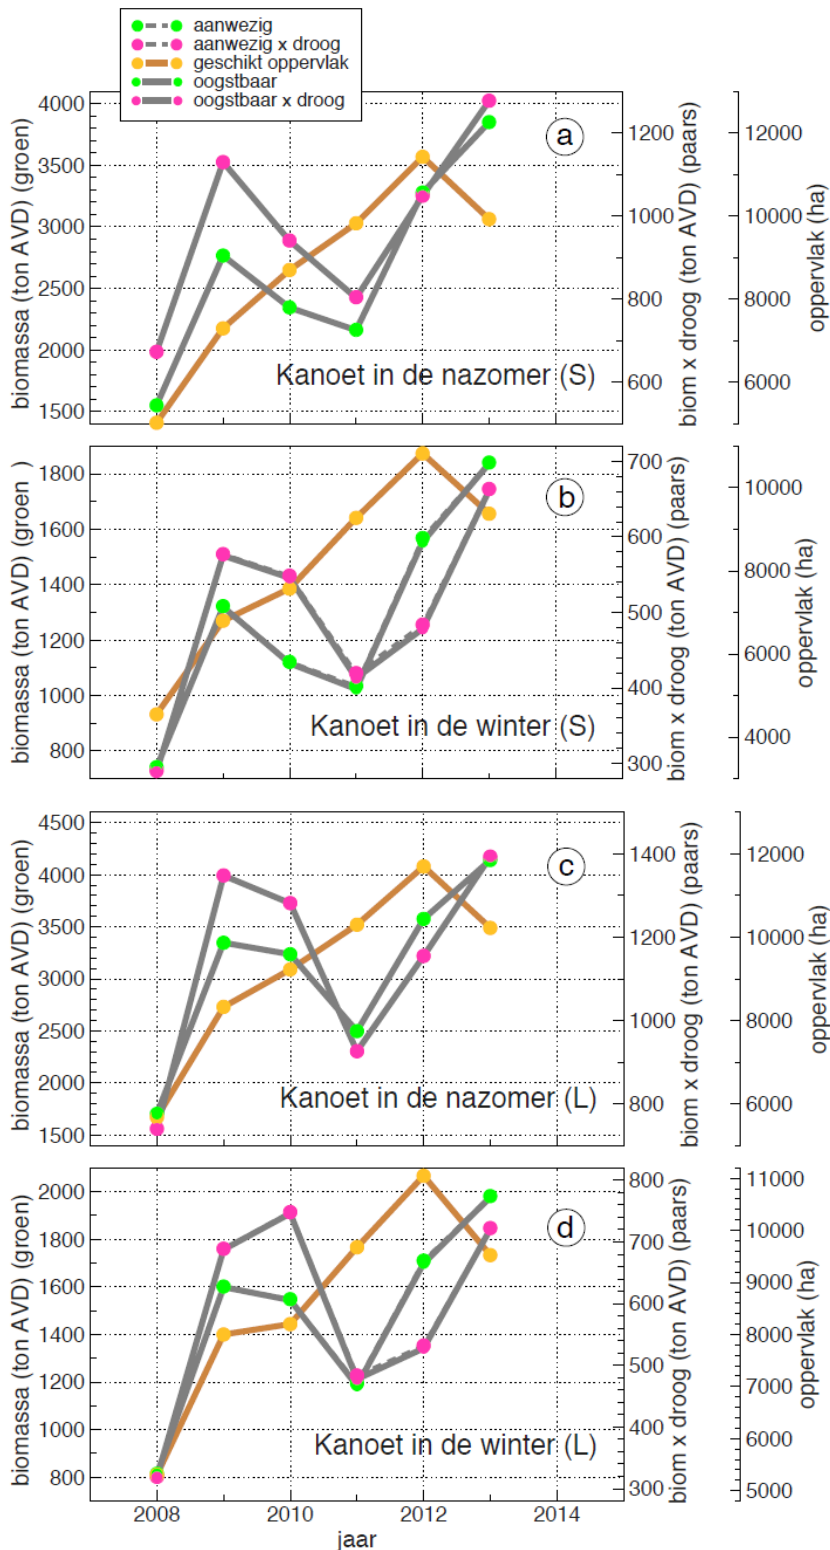 aanwezig
aanwezig x droog
geschikt oppervlak
oogstbaar
oogstbaar x droog
a
biomassa (ton AVD) (groen)
4000
3500
3000
2500
2000
1500
Kanoet in de nazomer (S)
1200
1000
800
600
biom x droog (ton AVD) (paars)
12000
10000
8000
6000
oppervlak (ha)
b
biomassa (ton AVD) (groen )
1800
1600
1400
1200
1000
800
Kanoet in de winter (S)
700
600
500
400
300
biom x droog (ton AVD) (paars)
10000
8000
6000
4000
oppervlak (ha)
c
biomassa (ton AVD) (groen)
4500
4000
3500
3000
2500
2000
1500
Kanoet in de nazomer (L)
1400
1200
1000
800
biom x droog (ton AVD) (paars)
12000
10000
8000
6000
oppervlak (ha)
d
biomassa (ton AVD) (groen)
2000
1800
1600
1400
1200
1000
800
Kanoet in de winter (L)
800
700
600
500
400
300
biom x droog (ton AVD) (paars)
11000
10000
9000
8000
7000
6000
5000
oppervlak (ha)
2008 2010 2012 2014
jaar